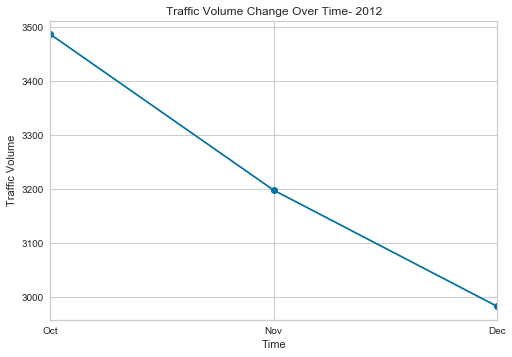 Traffic Volume Change Over Time- 2012
Traffic Volume
3500
3400
3300
3200
3100
3000
Oct
Nov
Dec
Time